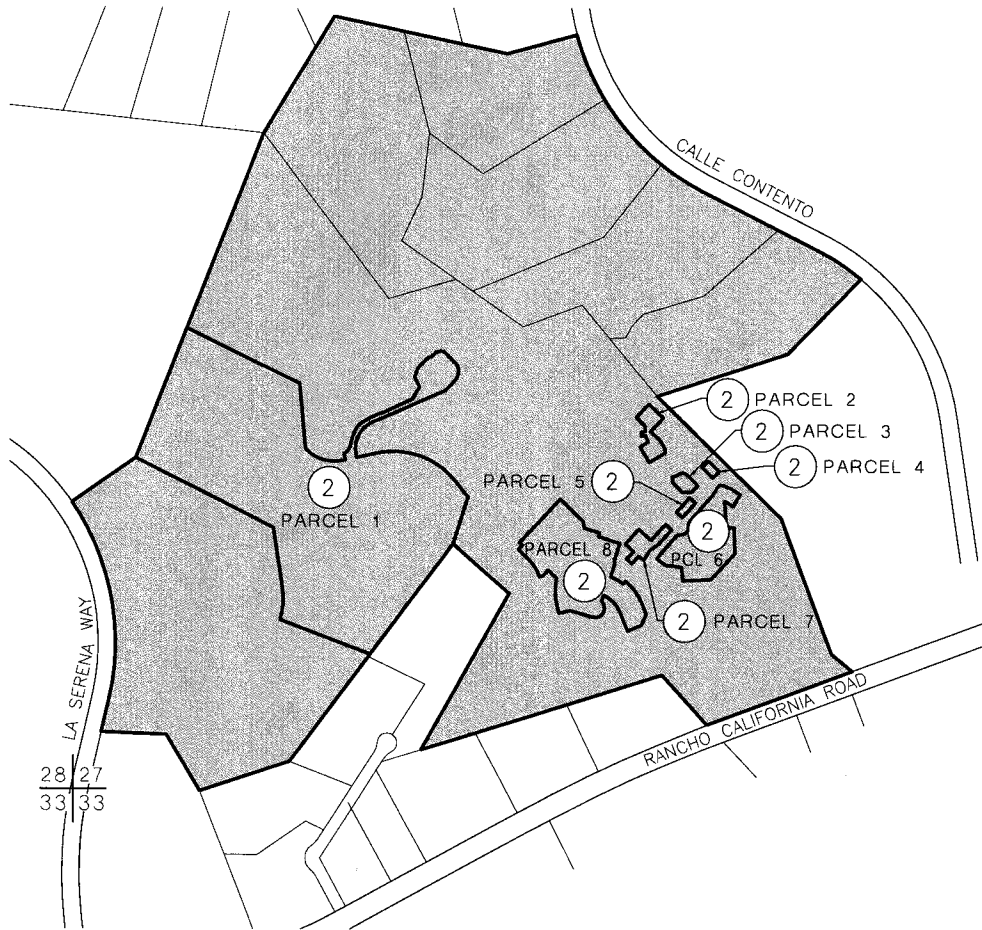 CALLE CONTENTO
2 PARCEL 2
2 PARCEL 3
2 PARCEL 4
PARCEL 5 2
2
PARCEL 1
2
PCL 6
PARCEL 8
2
2 PARCEL 7
LA SERENA WAY
RANCHO CALIFORNIA ROAD
28 27
33 33